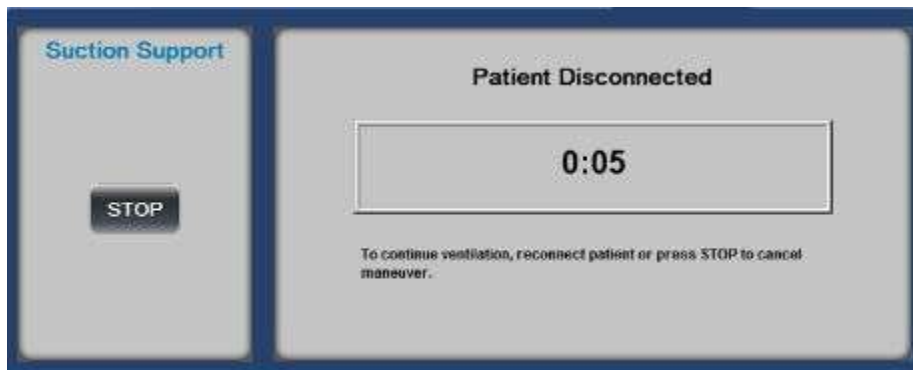 Suction Support
STOP
Patient Disconnected
0:05
To continue ventilation, reconnect patient or press STOP to cancel
maneuver.